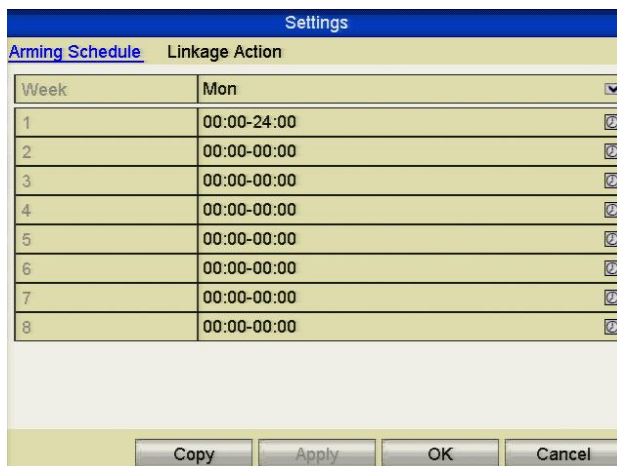 Settings
Arming Schedule Linkage Action
Week Mon
1 00:00-24:00
2 00:00-00:00
3 00:00-00:00
4 00:00-00:00
5 00:00-00:00
6 00:00-00:00
7 00:00-00:00
8 00:00-00:00
Copy Apply OK Cancel